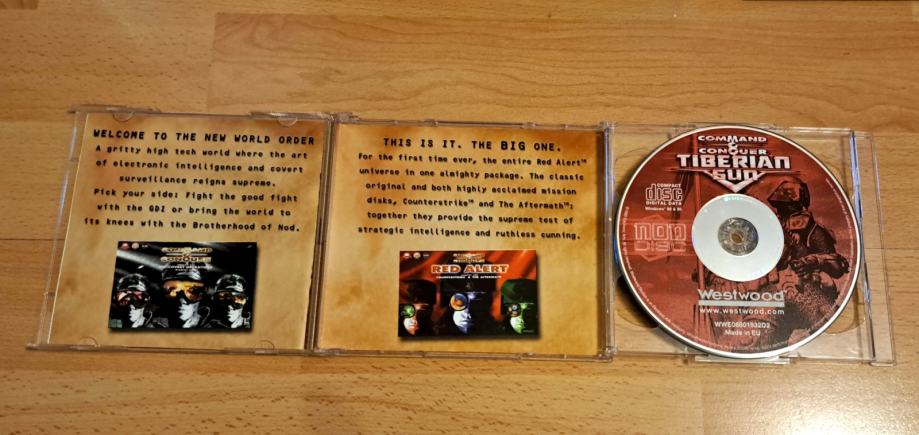 WELCOME TO THE NEW WORLD ORDER
A gritty high tech world where the art
of electronic intelligence and covert
surveillance reigns supreme.
Pick your side: Fight the good fight
with the GDI or bring the world to
its knees with the Brotherhood of Nod.
COMMAND
CONQUER
THIS IS IT. THE BIG ONE.
For the first time ever, the entire Red Alert™
universe in one almighty package. The classic
original and both highly acclaimed mission
disks, Counterstrike™ and The Aftermath™;
together they provide the supreme test of
strategic intelligence and ruthless cunning.
RED ALERT
COUNTERSTRIKE & THE AFTERMATH
COMMAND
&
CONQUER
TIBERIAN
SUN
COMPACT
disc
DIGITAL DATA
NOD
DISC
Westwood
www.westwood.com
Made in EU